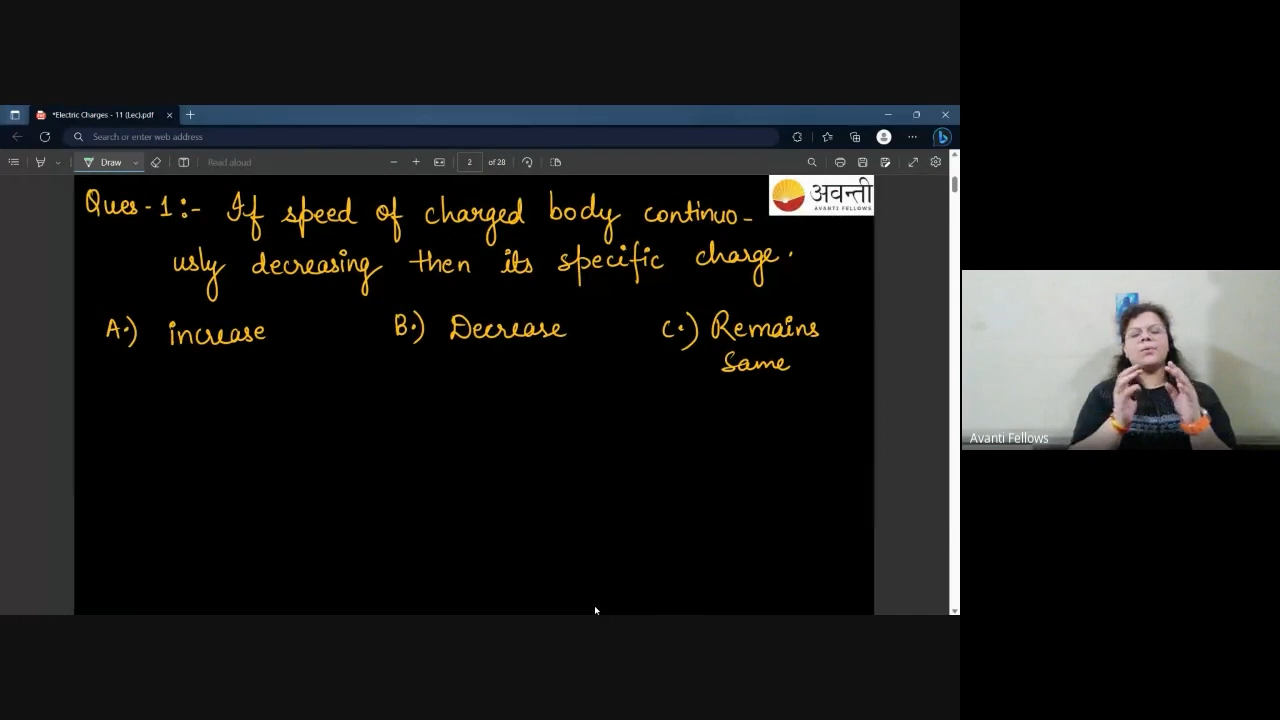 *Electric Charges - 11 (Lec).pdf
Search or enter web address
Draw
Read aloud
2 of 28
Ques-1:- If speed of charged body continuo-
usly decreasing then its specific charge.
A.) increase B.) Decrease C.) Remains
Same
अवन्ती
AVANTI FELLOWS
Avanti Fellows